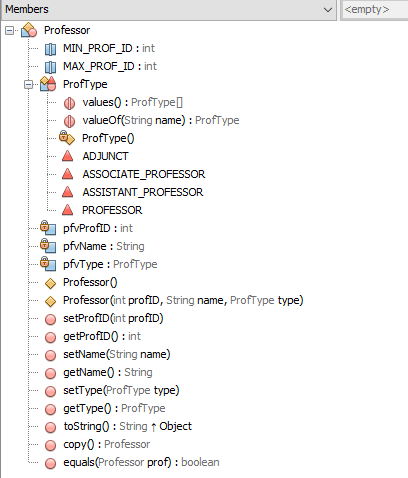 Members <empty>
Professor
MIN_PROF_ID : int
MAX_PROF_ID : int
ProfType
values() : ProfType[]
valueOf(String name) : ProfType
ProfType()
ADJUNCT
ASSOCIATE_PROFESSOR
ASSISTANT_PROFESSOR
PROFESSOR
pfvProfID : int
pfvName : String
pfvType : ProfType
Professor()
Professor(int profID, String name, ProfType type)
setProfID(int profID)
getProfID() : int
setName(String name)
getName() : String
setType(ProfType type)
getType() : ProfType
toString() : String ↑ Object
copy() : Professor
equals(Professor prof) : boolean